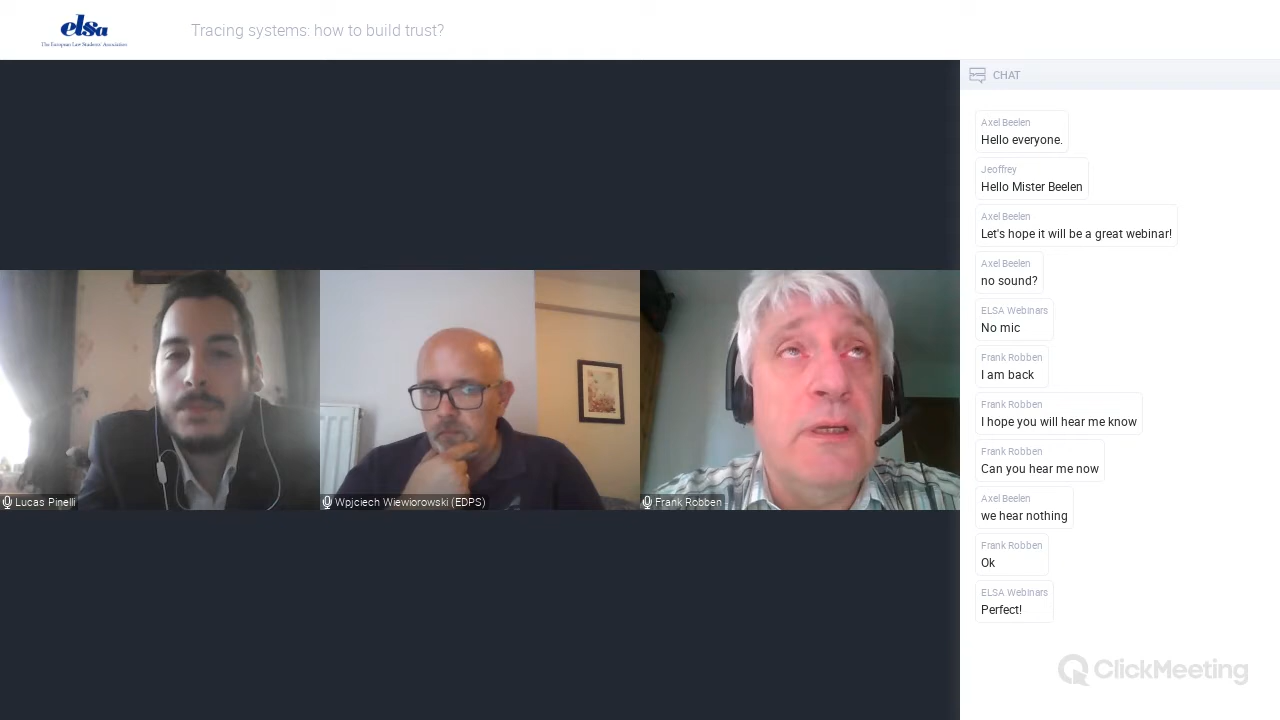 elsa
The European Law Students' Association
Tracing systems: how to build trust?
CHAT
Axel Beelen
Hello everyone.
Jeoffrey
Hello Mister Beelen
Axel Beelen
Let's hope it will be a great webinar!
Axel Beelen
no sound?
ELSA Webinars
No mic
Frank Robben
I am back
Frank Robben
I hope you will hear me know
Frank Robben
Can you hear me now
Axel Beelen
we hear nothing
Frank Robben
Ok
ELSA Webinars
Perfect!
Lucas Pinelli
Wpjciech Wiewiorowski (EDPS)
Frank Robben
ClickMeeting